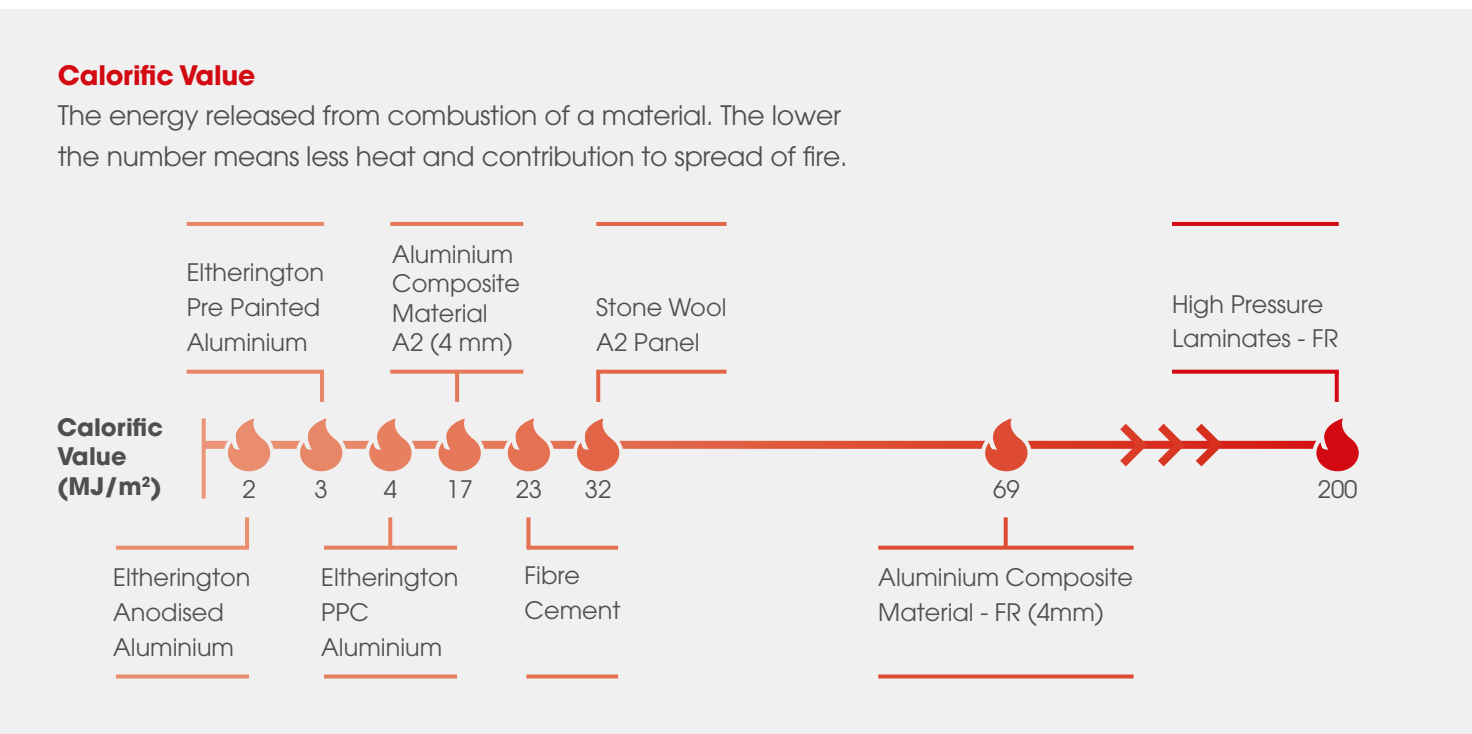 Calorific Value
The energy released from combustion of a material. The lower
the number means less heat and contribution to spread of fire.
Eltherington
Pre Painted
Aluminium
Aluminium
Composite
Material
A2 (4 mm)
Stone Wool
A2 Panel
High Pressure
Laminates - FR
Calorific
Value
(MJ/m²)
2
3
4
17
23
32
69
200
Eltherington
Anodised
Aluminium
Eltherington
PPC
Aluminium
Fibre
Cement
Aluminium Composite
Material - FR (4mm)